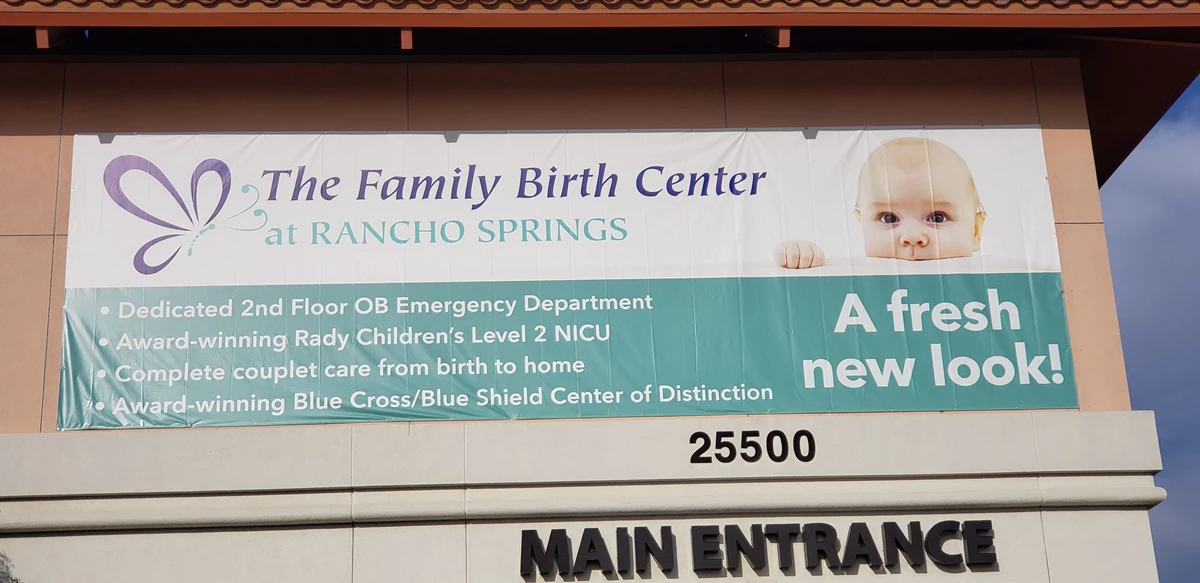 The Family Birth Center
at RANCHO SPRINGS
• Dedicated 2nd Floor OB Emergency Department
• Award-winning Rady Children's Level 2 NICU
• Complete couplet care from birth to home
• Award-winning Blue Cross/Blue Shield Center of Distinction
A fresh
new look!
25500
MAIN ENTRANCE